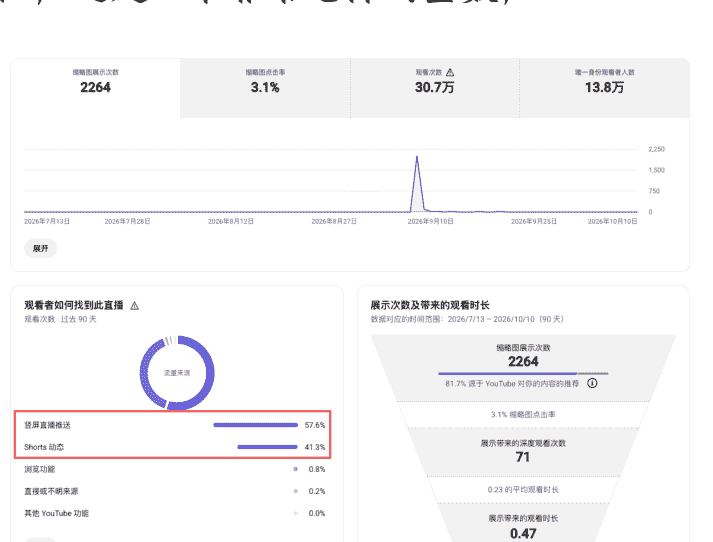 缩略图展示次数
2264
缩略图点击率
3.1%
观看次数
30.7万
唯一身份观看者人数
13.8万
2,250
1,500
750
0
2026年7月13日
2026年7月28日
2026年8月12日
2026年8月27日
2026年9月10日
2026年9月25日
2026年10月10日
展开
观看者如何找到此直播
观看次数 · 过去 90 天
流量来源
竖屏直播推送 57.6%
Shorts 动态 41.3%
浏览功能 0.8%
直接或不明来源 0.2%
其他 YouTube 功能 0.0%
展示次数及带来的观看时长
数据对应的时间范围：2026/7/13 – 2026/10/10（90 天）
缩略图展示次数
2264
81.7% 源于 YouTube 对你的内容的推荐
3.1% 缩略图点击率
展示带来的深度观看次数
71
0:23 的平均观看时长
展示带来的观看时长
0.47